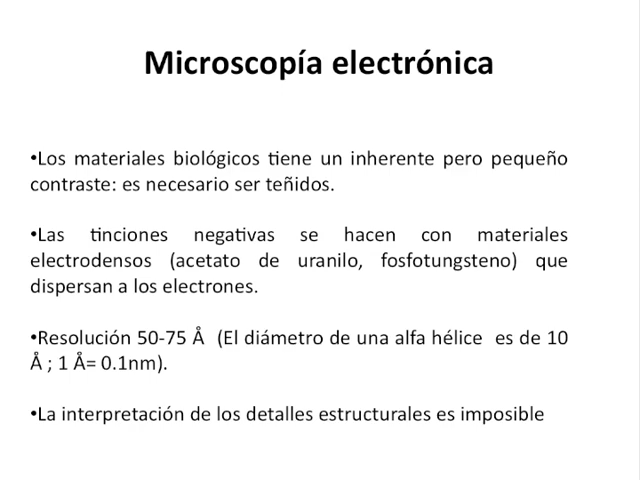 Microscopía electrónica
•Los materiales biológicos tiene un inherente pero pequeño
contraste: es necesario ser teñidos.
•Las tinciones negativas se hacen con materiales
electrodensos (acetato de uranilo, fosfotungsteno) que
dispersan a los electrones.
•Resolución 50-75 Å (El diámetro de una alfa hélice es de 10
Å ; 1 Å= 0.1nm).
•La interpretación de los detalles estructurales es imposible